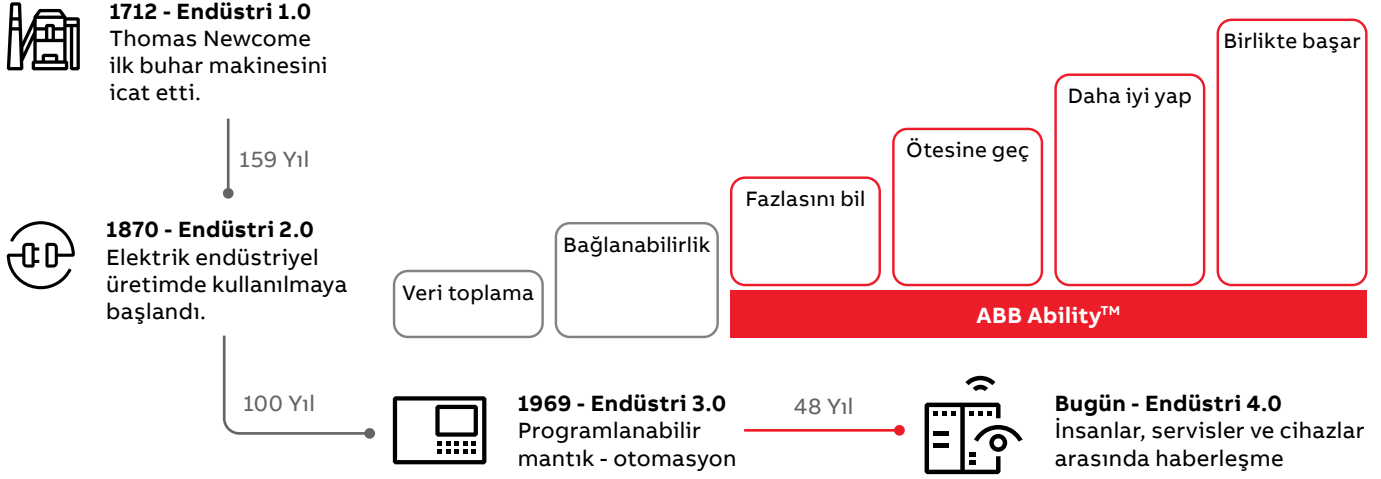 1712 - Endüstri 1.0
Thomas Newcome
ilk buhar makinesini
icat etti.
159 Yıl
1870 - Endüstri 2.0
Elektrik endüstriyel
üretimde kullanılmaya
başlandı.
100 Yıl
Veri toplama
Bağlanabilirlik
Fazlasını bil
Ötesine geç
Daha iyi yap
Birlikte başar
ABB Ability™
1969 - Endüstri 3.0
Programlanabilir
mantık - otomasyon
48 Yıl
Bugün - Endüstri 4.0
İnsanlar, servisler ve cihazlar
arasında haberleşme